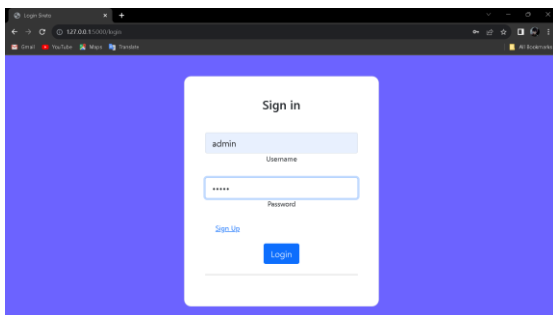 Login Invite
127.0.0.1:5000/login
Gmail YouTube Maps Translate All Bookmarks
Sign in
admin
Username
•••••
Password
Sign Up
Login